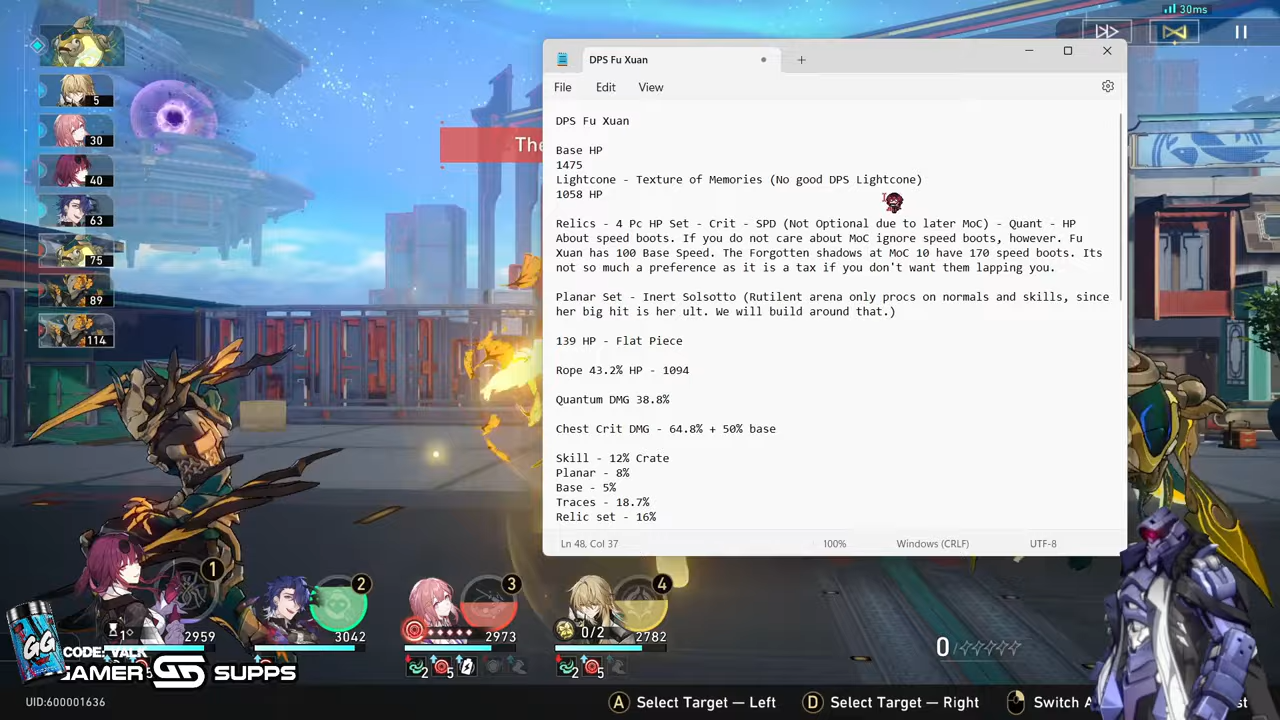 30ms
5
30
40
63
75
89
114
The
DPS Fu Xuan
File
Edit
View
DPS Fu Xuan
Base HP
1475
Lightcone - Texture of Memories (No good DPS Lightcone)
1058 HP
Relics - 4 Pc HP Set - Crit - SPD (Not Optional due to later MoC) - Quant - HP
About speed boots. If you do not care about MoC ignore speed boots, however. Fu
Xuan has 100 Base Speed. The Forgotten shadows at MoC 10 have 170 speed boots. Its
not so much a preference as it is a tax if you don't want them lapping you.
Planar Set - Inert Solsotto (Rutilent arena only procs on normals and skills, since
her big hit is her ult. We will build around that.)
139 HP - Flat Piece
Rope 43.2% HP - 1094
Quantum DMG 38.8%
Chest Crit DMG - 64.8% + 50% base
Skill - 12% Crate
Planar - 8%
Base - 5%
Traces - 18.7%
Relic set - 16%
Ln 48, Col 37
100%
Windows (CRLF)
UTF-8
1
2
3
4
1
2959
3042
2973
0/2
2782
2
5
2
5
0
GG
CODE: VALK
GAMER GS SUPPS
UID:600001636
A Select Target — Left
D Select Target — Right
Switch